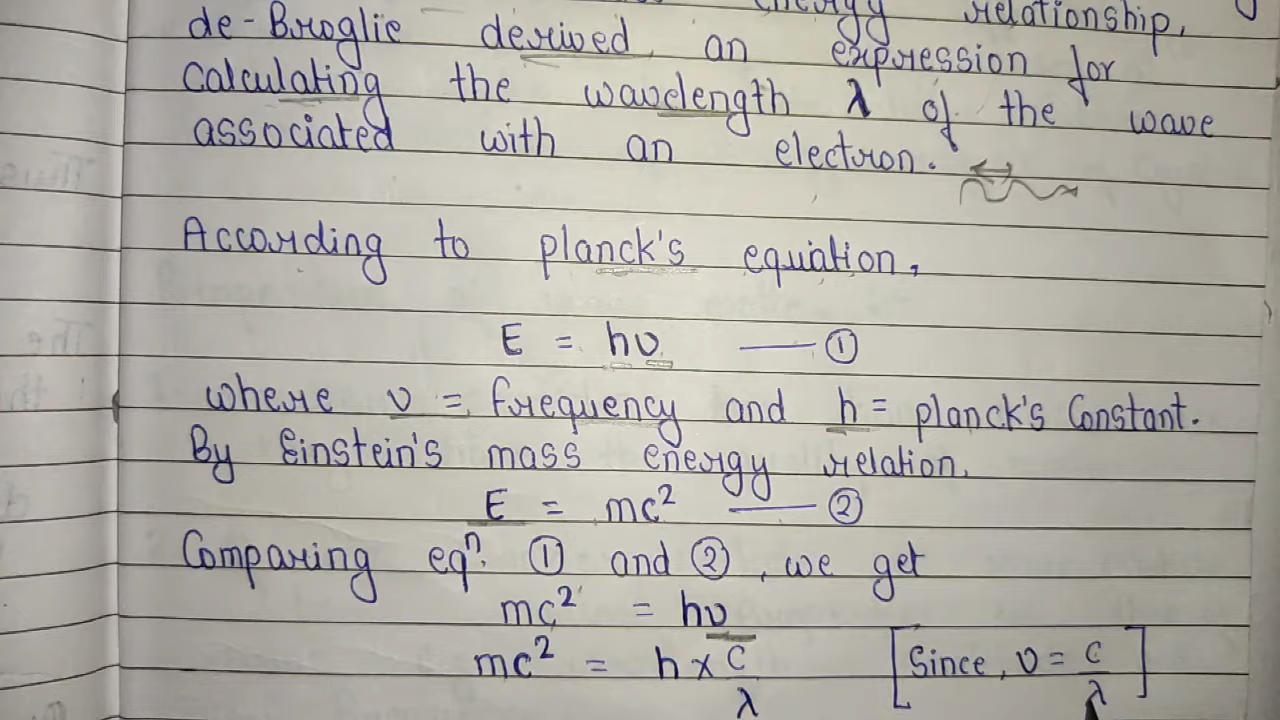 energy relationship,
de-Broglie derived an expression for
calculating the wavelength λ of the wave
associated with an electron.
According to planck's equation,
E = hν —— ①
where ν = frequency and h = planck's Constant.
By Einstein's mass energy relation,
E = mc² —— ②
Comparing eqⁿ. ① and ②, we get
mc² = hν
mc² = h × c/λ [Since, ν = c/λ]